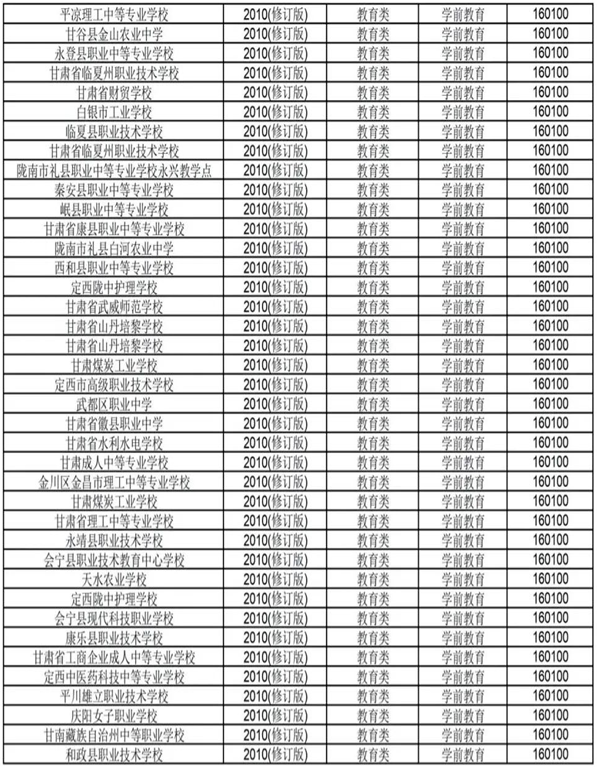 平凉理工中等专业学校 2010(修订版) 教育类 学前教育 160100
甘谷县金山农业中学 2010(修订版) 教育类 学前教育 160100
永登县职业中等专业学校 2010(修订版) 教育类 学前教育 160100
甘肃省临夏州职业技术学校 2010(修订版) 教育类 学前教育 160100
甘肃省财贸学校 2010(修订版) 教育类 学前教育 160100
白银市工业学校 2010(修订版) 教育类 学前教育 160100
临夏县职业技术学校 2010(修订版) 教育类 学前教育 160100
甘肃省临夏州职业技术学校 2010(修订版) 教育类 学前教育 160100
陇南市礼县职业中等专业学校永兴教学点 2010(修订版) 教育类 学前教育 160100
秦安县职业中等专业学校 2010(修订版) 教育类 学前教育 160100
岷县职业中等专业学校 2010(修订版) 教育类 学前教育 160100
甘肃省康县职业中等专业学校 2010(修订版) 教育类 学前教育 160100
陇南市礼县白河农业中学 2010(修订版) 教育类 学前教育 160100
西和县职业中等专业学校 2010(修订版) 教育类 学前教育 160100
定西陇中护理学校 2010(修订版) 教育类 学前教育 160100
甘肃省武威师范学校 2010(修订版) 教育类 学前教育 160100
甘肃省山丹培黎学校 2010(修订版) 教育类 学前教育 160100
甘肃省山丹培黎学校 2010(修订版) 教育类 学前教育 160100
甘肃煤炭工业学校 2010(修订版) 教育类 学前教育 160100
定西市高级职业技术学校 2010(修订版) 教育类 学前教育 160100
武都区职业中学 2010(修订版) 教育类 学前教育 160100
甘肃省徽县职业中学 2010(修订版) 教育类 学前教育 160100
甘肃省水利水电学校 2010(修订版) 教育类 学前教育 160100
甘肃成人中等专业学校 2010(修订版) 教育类 学前教育 160100
金川区金昌市理工中等专业学校 2010(修订版) 教育类 学前教育 160100
甘肃煤炭工业学校 2010(修订版) 教育类 学前教育 160100
甘肃省理工中等专业学校 2010(修订版) 教育类 学前教育 160100
永靖县职业技术学校 2010(修订版) 教育类 学前教育 160100
会宁县职业技术教育中心学校 2010(修订版) 教育类 学前教育 160100
天水农业学校 2010(修订版) 教育类 学前教育 160100
定西陇中护理学校 2010(修订版) 教育类 学前教育 160100
会宁县现代科技职业学校 2010(修订版) 教育类 学前教育 160100
康乐县职业技术学校 2010(修订版) 教育类 学前教育 160100
甘肃省工商企业成人中等专业学校 2010(修订版) 教育类 学前教育 160100
定西中医药科技中等专业学校 2010(修订版) 教育类 学前教育 160100
平川雄立职业技术学校 2010(修订版) 教育类 学前教育 160100
庆阳女子职业学校 2010(修订版) 教育类 学前教育 160100
甘南藏族自治州中等职业学校 2010(修订版) 教育类 学前教育 160100
和政县职业技术学校 2010(修订版) 教育类 学前教育 160100